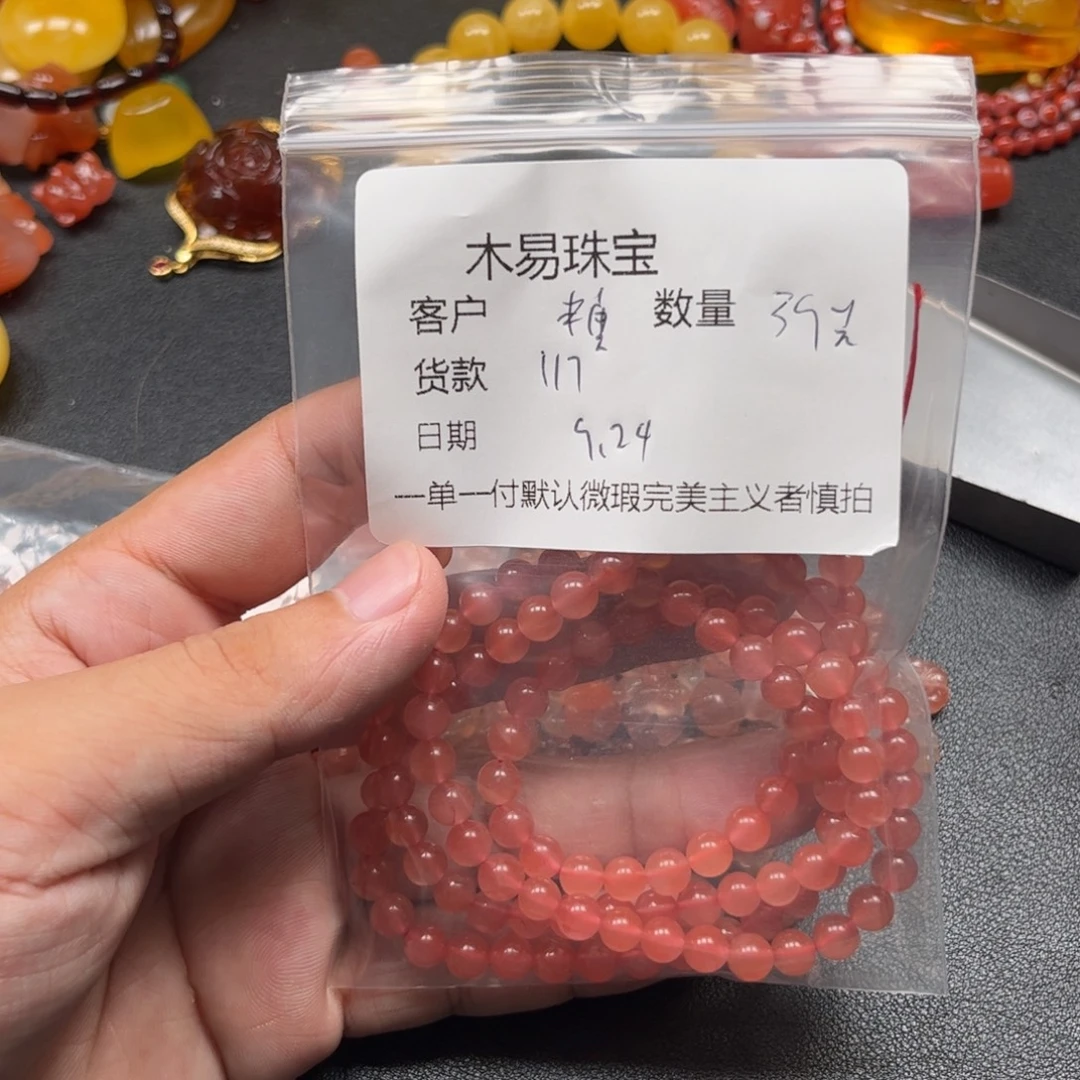 木易珠宝
客户 糖 数量 39克
货款 117
日期 9.24
一单一付默认微瑕完美主义者慎拍